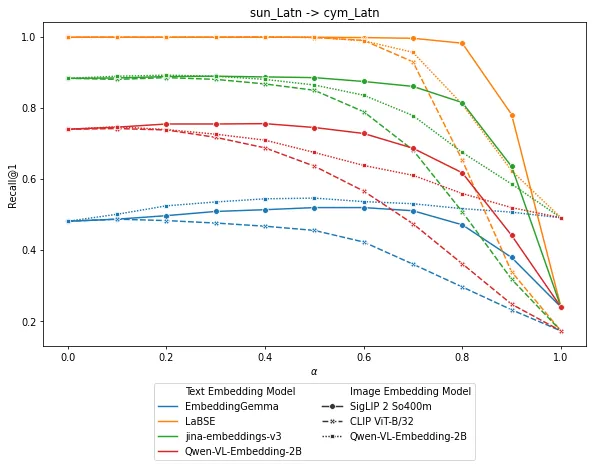 sun_Latn -> cym_Latn
Recall@1
1.0
0.8
0.6
0.4
0.2
0.0 0.2 0.4 0.6 0.8 1.0
α
Text Embedding Model Image Embedding Model
EmbeddingGemma SigLIP 2 So400m
LaBSE CLIP ViT-B/32
jina-embeddings-v3 Qwen-VL-Embedding-2B
Qwen-VL-Embedding-2B